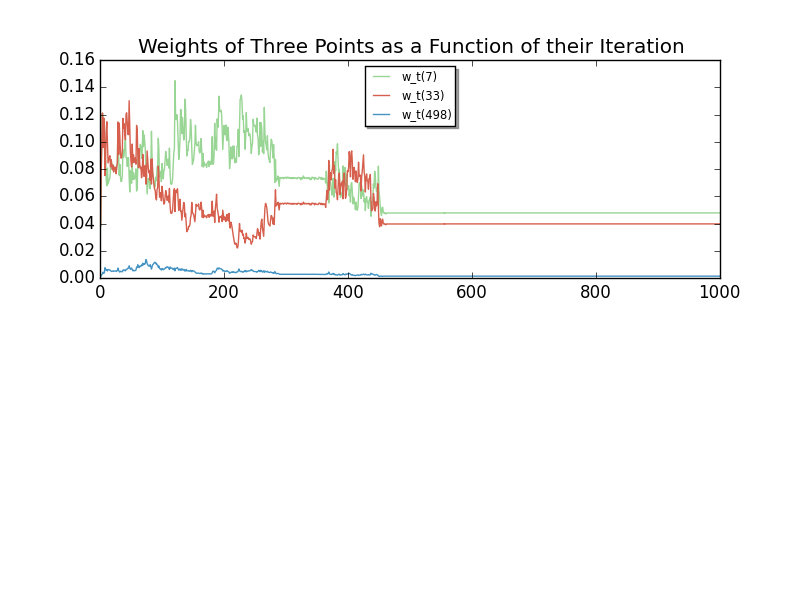 Weights of Three Points as a Function of their Iteration
0.16
0.14
0.12
0.10
0.08
0.06
0.04
0.02
0.00
w_t(7)
w_t(33)
w_t(498)
0 200 400 600 800 1000